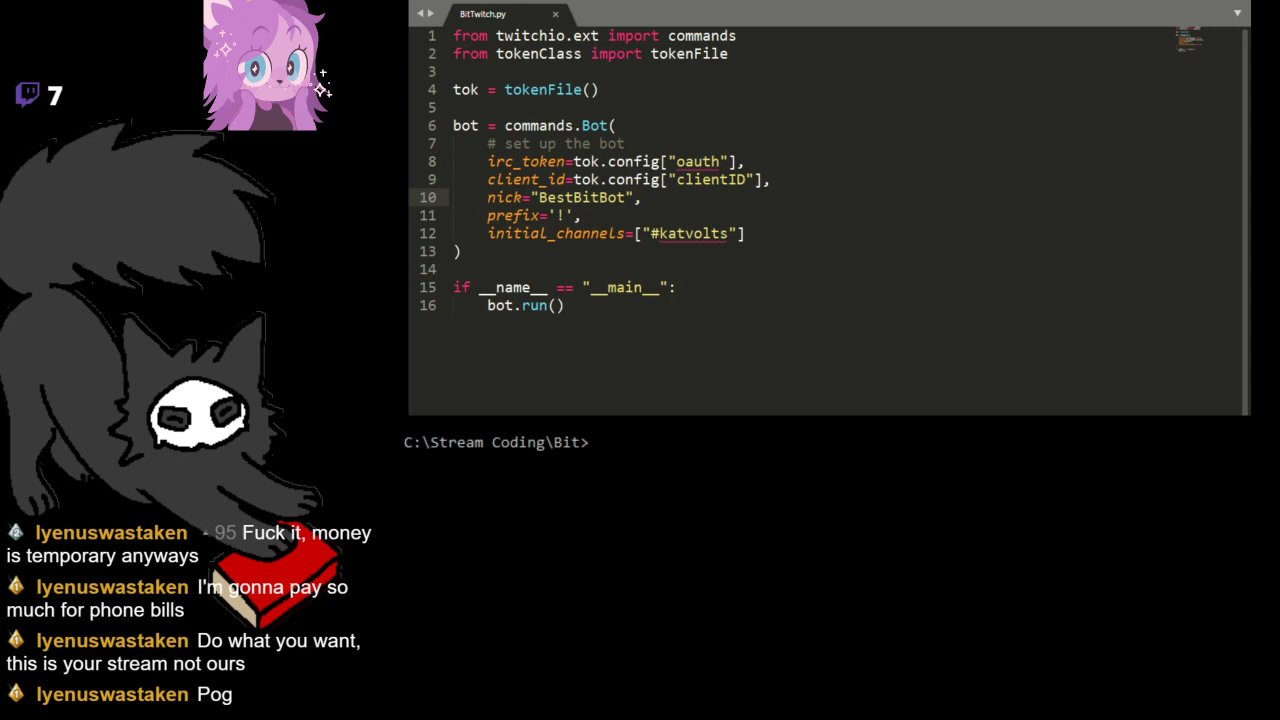 7
BitTwitch.py
1 from twitchio.ext import commands
2 from tokenClass import tokenFile
3
4 tok = tokenFile()
5
6 bot = commands.Bot(
7 # set up the bot
8 irc_token=tok.config["oauth"],
9 client_id=tok.config["clientID"],
10 nick="BestBitBot",
11 prefix='!',
12 initial_channels=["#katvolts"]
13 )
14
15 if __name__ == "__main__":
16 bot.run()
C:\Stream Coding\Bit>
lyenuswastaken - 95 Fuck it, money
is temporary anyways
lyenuswastaken I'm gonna pay so
much for phone bills
lyenuswastaken Do what you want,
this is your stream not ours
lyenuswastaken Pog